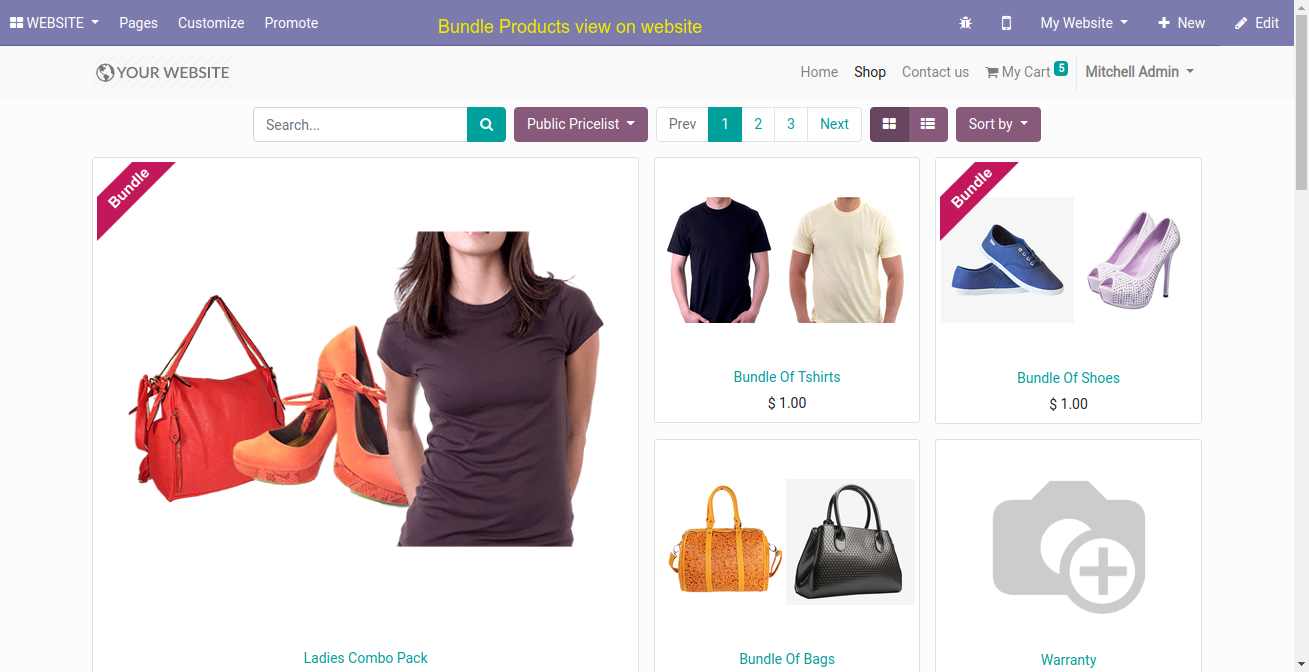 WEBSITE Pages Customize Promote Bundle Products view on website My Website New Edit
YOUR WEBSITE Home Shop Contact us My Cart 5 Mitchell Admin
Search... Public Pricelist Prev 1 2 3 Next Sort by
Bundle
Bundle
Bundle Of Tshirts
$ 1.00
Bundle Of Shoes
$ 1.00
Ladies Combo Pack
Bundle Of Bags
Warranty